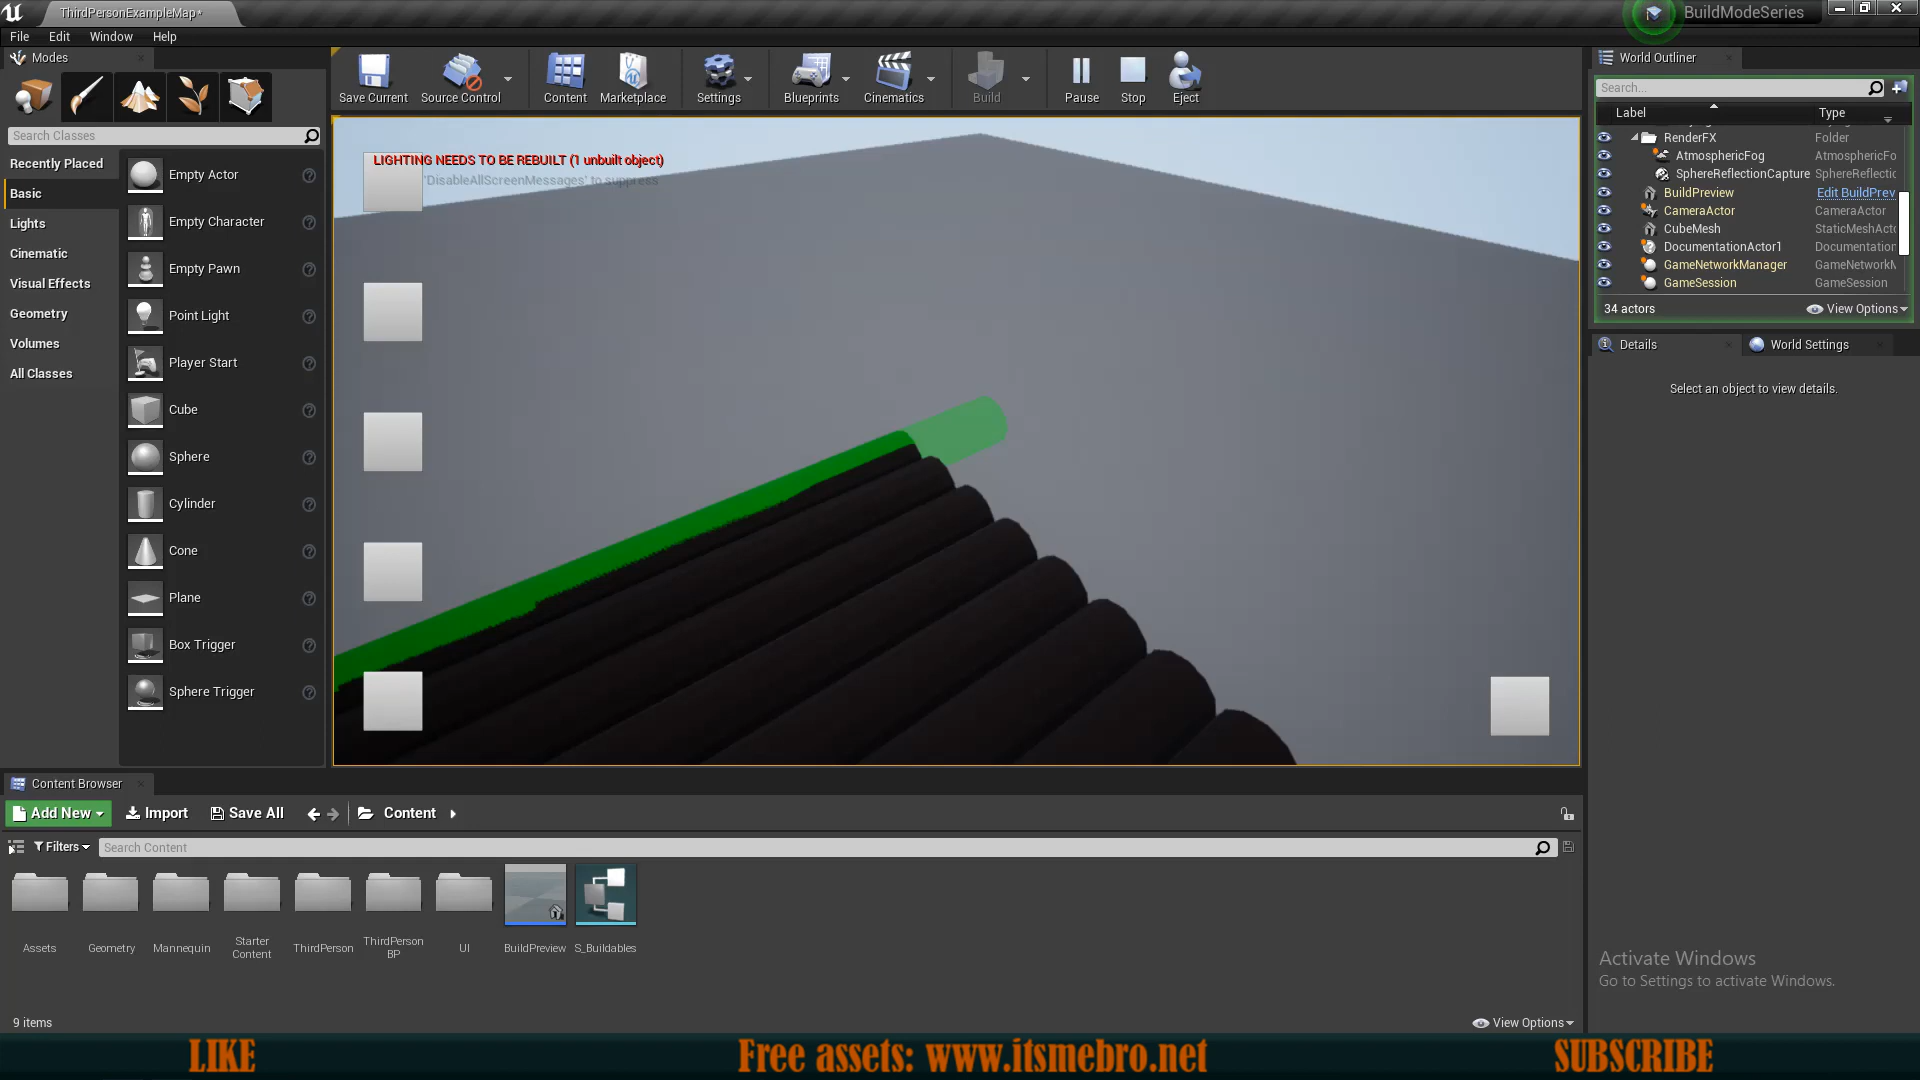 ThirdPersonExampleMap*
BuildModeSeries
File Edit Window Help
Modes
Search Classes
Recently Placed
Basic
Lights
Cinematic
Visual Effects
Geometry
Volumes
All Classes
Empty Actor
Empty Character
Empty Pawn
Point Light
Player Start
Cube
Sphere
Cylinder
Cone
Plane
Box Trigger
Sphere Trigger
Save Current
Source Control
Content
Marketplace
Settings
Blueprints
Cinematics
Build
Pause
Stop
Eject
LIGHTING NEEDS TO BE REBUILT (1 unbuilt object)
'DisableAllScreenMessages' to suppress
World Outliner
Search...
Label Type
RenderFX Folder
AtmosphericFog AtmosphericFo
SphereReflectionCapture SphereReflectic
BuildPreview Edit BuildPrev
CameraActor CameraActor
CubeMesh StaticMeshActo
DocumentationActor1 Documentation
GameNetworkManager GameNetworkM
GameSession GameSession
34 actors View Options
Details
World Settings
Select an object to view details.
Content Browser
Add New Import Save All Content
Filters Search Content
Assets
Geometry
Mannequin
Starter
Content
ThirdPerson
ThirdPerson
BP
UI
BuildPreview
S_Buildables
9 items
View Options
Activate Windows
Go to Settings to activate Windows.
LIKE
Free assets: www.itsmebro.net
SUBSCRIBE